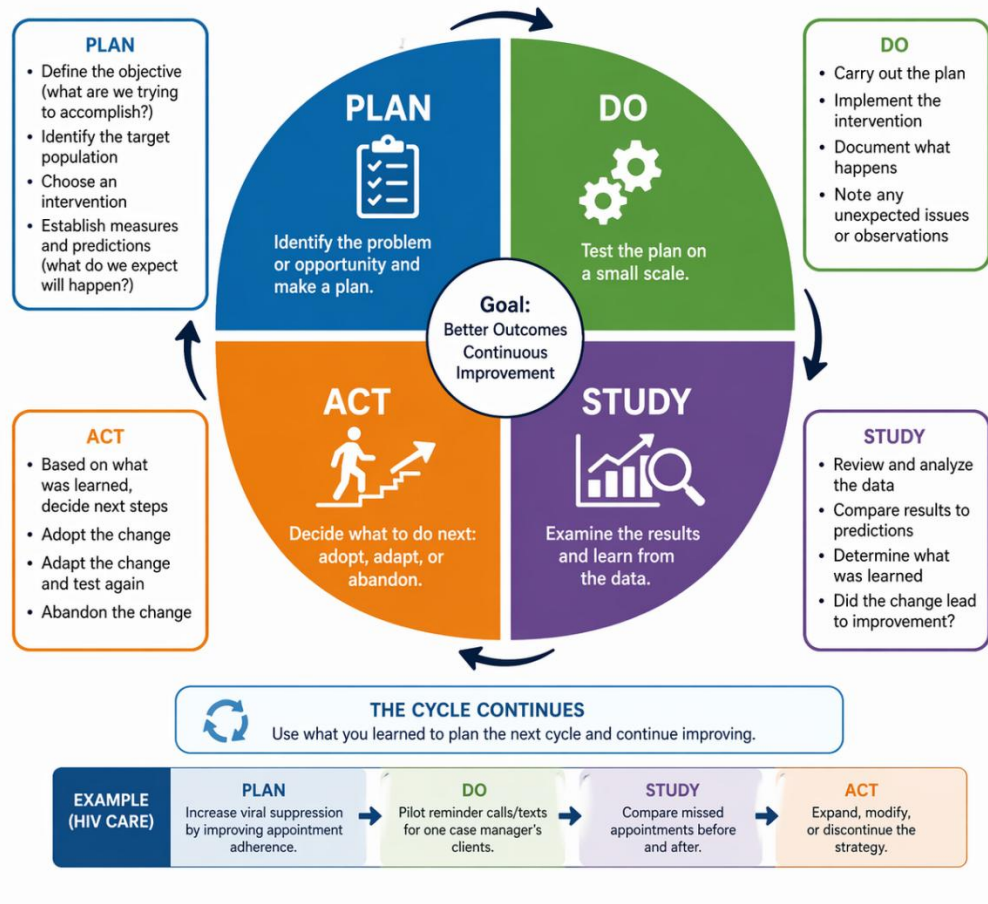 PLAN
• Define the objective
(what are we trying
to accomplish?)
• Identify the target
population
• Choose an
intervention
• Establish measures
and predictions
(what do we expect
will happen?)
PLAN
Identify the problem
or opportunity and
make a plan.
DO
Test the plan on
a small scale.
DO
• Carry out the plan
• Implement the
intervention
• Document what
happens
• Note any
unexpected issues
or observations
Goal:
Better Outcomes
Continuous
Improvement
ACT
• Based on what
was learned,
decide next steps
• Adopt the change
• Adapt the change
and test again
• Abandon the change
ACT
Decide what to do next:
adopt, adapt, or
abandon.
STUDY
Examine the results
and learn from
the data.
STUDY
• Review and analyze
the data
• Compare results to
predictions
• Determine what
was learned
• Did the change lead
to improvement?
THE CYCLE CONTINUES
Use what you learned to plan the next cycle and continue improving.
EXAMPLE
(HIV CARE)
PLAN
Increase viral suppression
by improving appointment
adherence.
DO
Pilot reminder calls/texts
for one case manager's
clients.
STUDY
Compare missed
appointments before
and after.
ACT
Expand, modify,
or discontinue the
strategy.